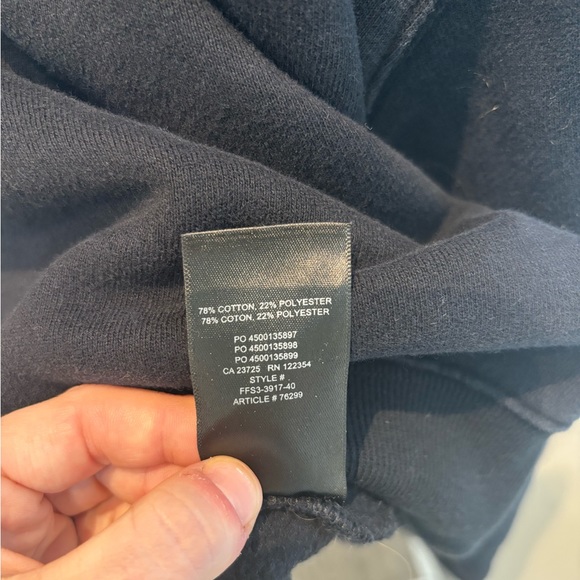 78% COTTON, 22% POLYESTER
78% COTON, 22% POLYESTER
PO 4500135897
PO 4500135898
PO 4500135899
CA 23725 RN 122354
STYLE #
FFS3-3917-40
ARTICLE # 76299